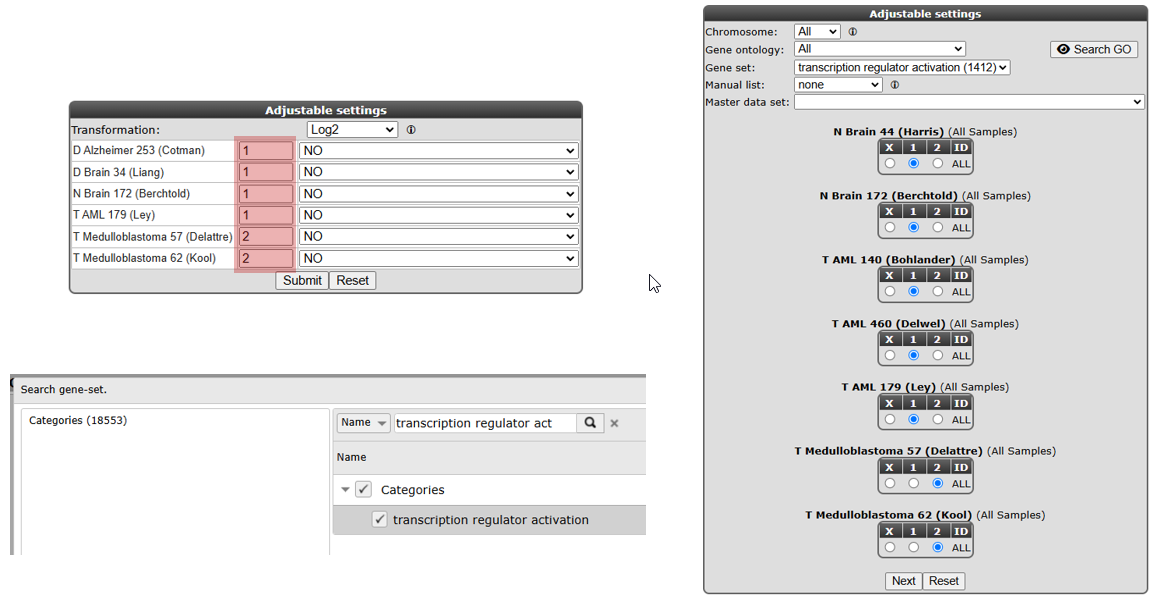 Adjustable settings
Transformation: Log2
D Alzheimer 253 (Cotman) 1 NO
D Brain 34 (Liang) 1 NO
N Brain 172 (Berchtold) 1 NO
T AML 179 (Ley) 1 NO
T Medulloblastoma 57 (Delattre) 2 NO
T Medulloblastoma 62 (Kool) 2 NO
Submit Reset
Search gene-set.
Categories (18553)
Name transcription regulator act
Name
Categories
transcription regulator activation
Adjustable settings
Chromosome: All
Gene ontology: All Search GO
Gene set: transcription regulator activation (1412)
Manual list: none
Master data set:
N Brain 44 (Harris) (All Samples)
X 1 2 ID
ALL
N Brain 172 (Berchtold) (All Samples)
X 1 2 ID
ALL
T AML 140 (Bohlander) (All Samples)
X 1 2 ID
ALL
T AML 460 (Delwel) (All Samples)
X 1 2 ID
ALL
T AML 179 (Ley) (All Samples)
X 1 2 ID
ALL
T Medulloblastoma 57 (Delattre) (All Samples)
X 1 2 ID
ALL
T Medulloblastoma 62 (Kool) (All Samples)
X 1 2 ID
ALL
Next Reset